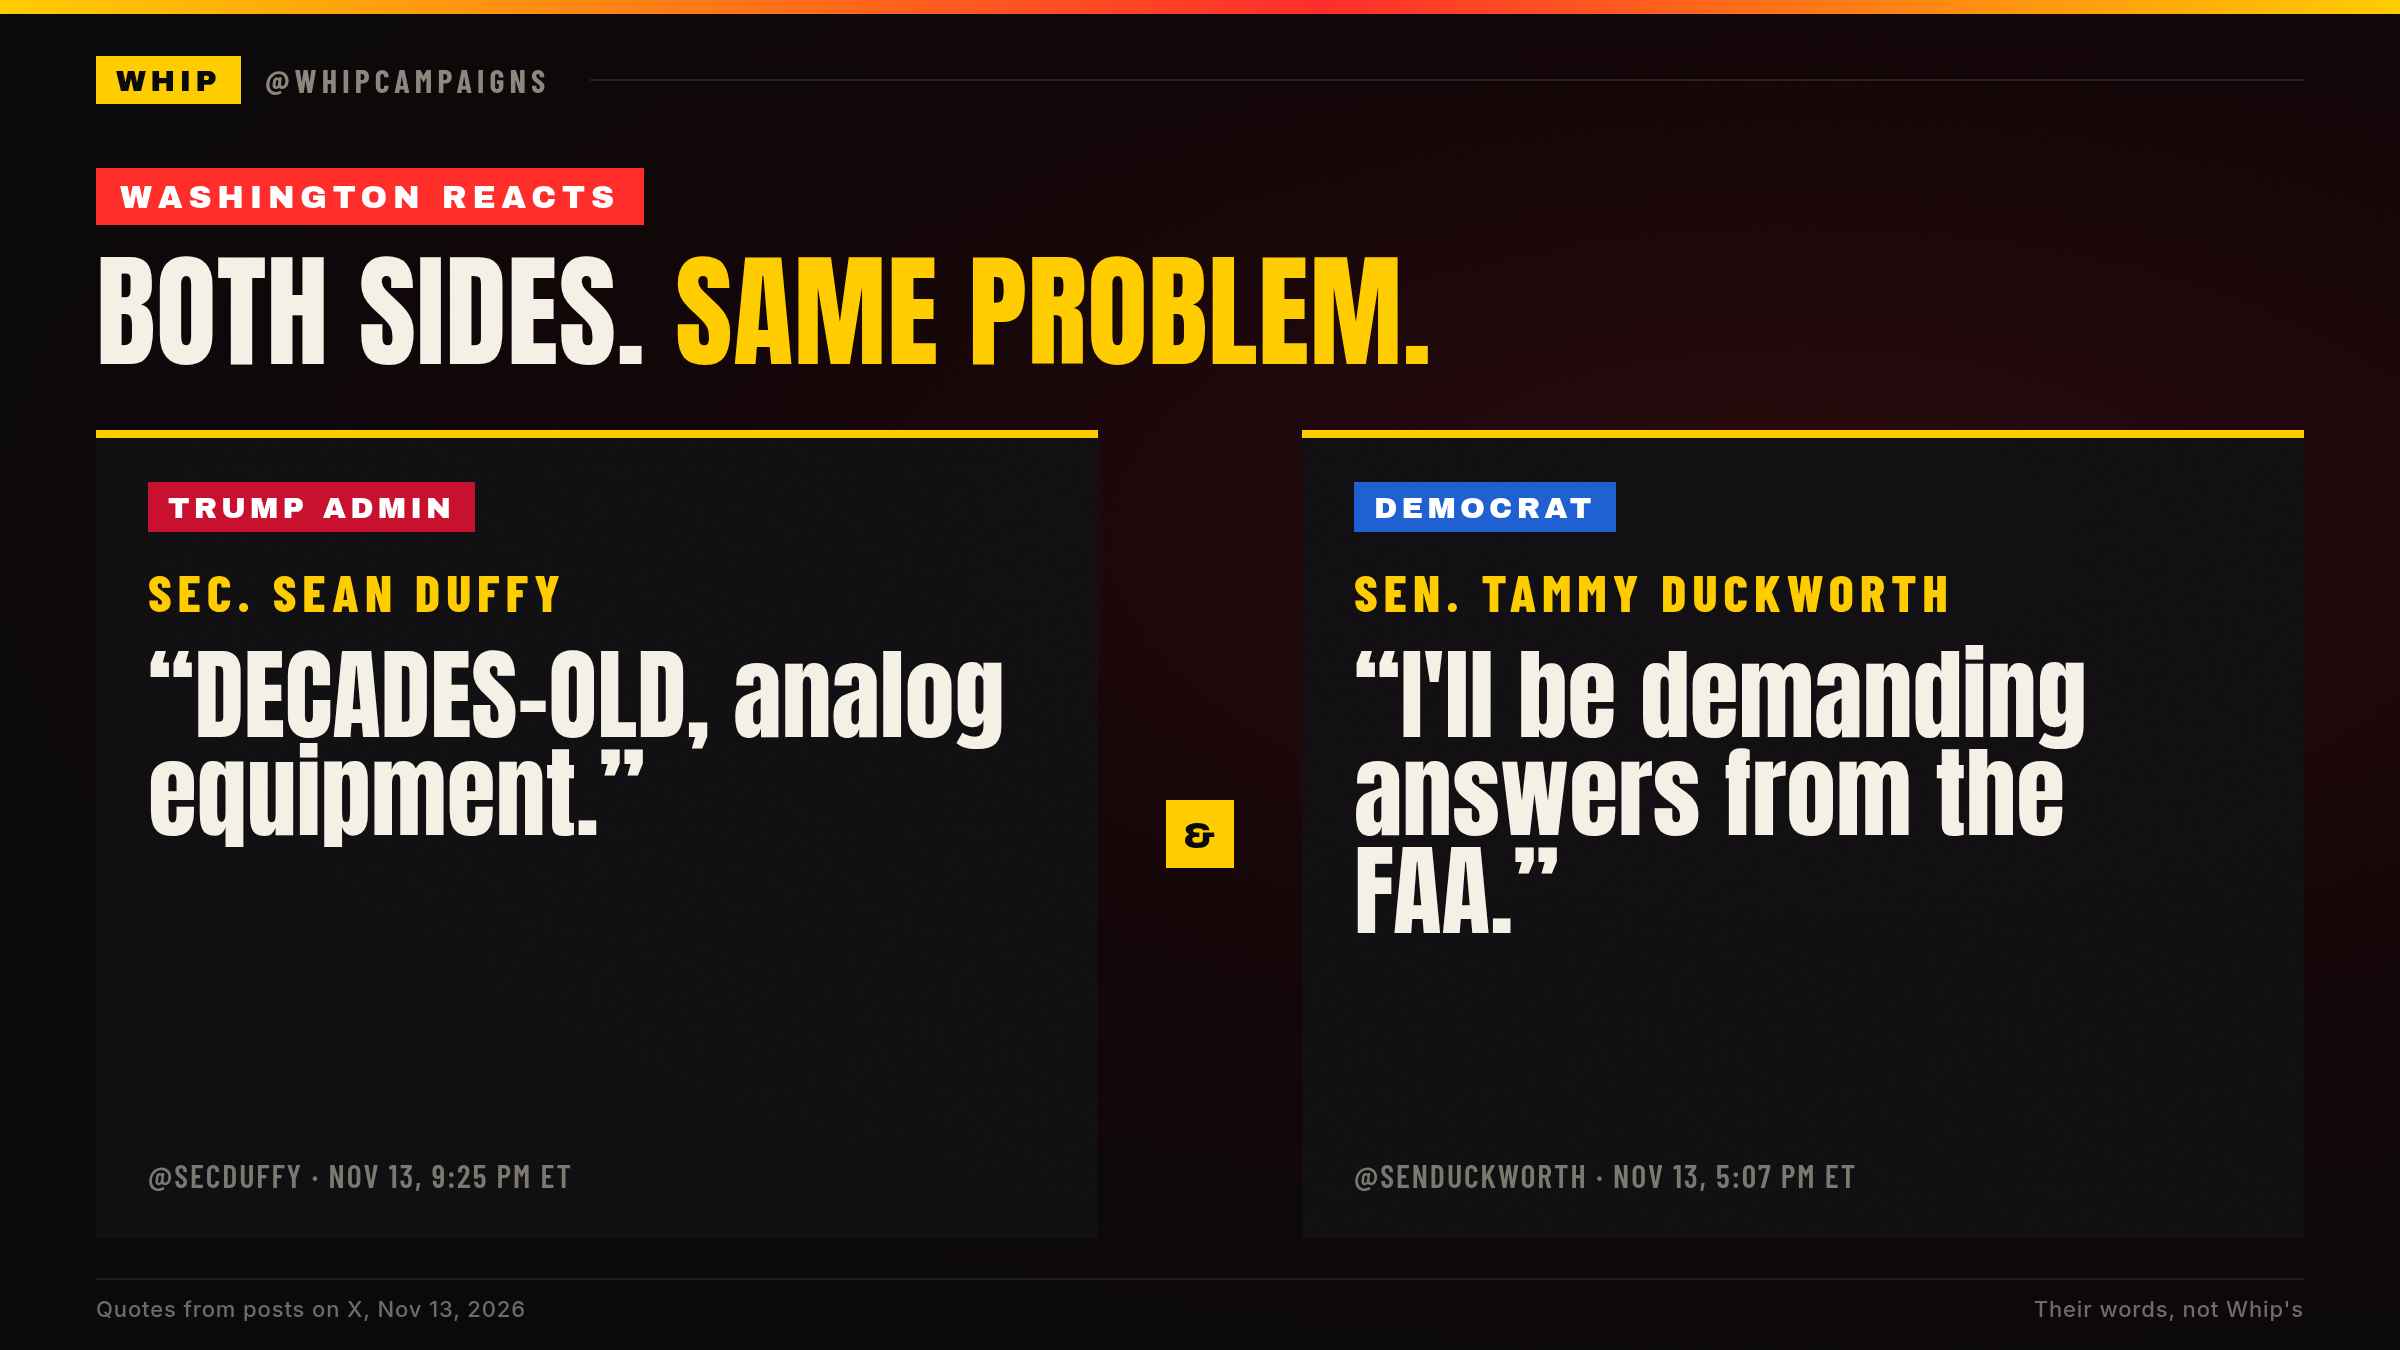 WHIP @WHIPCAMPAIGNS
WASHINGTON REACTS
BOTH SIDES. SAME PROBLEM.
TRUMP ADMIN
SEC. SEAN DUFFY
“DECADES-OLD, analog
equipment.”
@SECDUFFY · NOV 13, 9:25 PM ET
&
DEMOCRAT
SEN. TAMMY DUCKWORTH
“I'll be demanding
answers from the
FAA.”
@SENDUCKWORTH · NOV 13, 5:07 PM ET
Quotes from posts on X, Nov 13, 2026
Their words, not Whip's